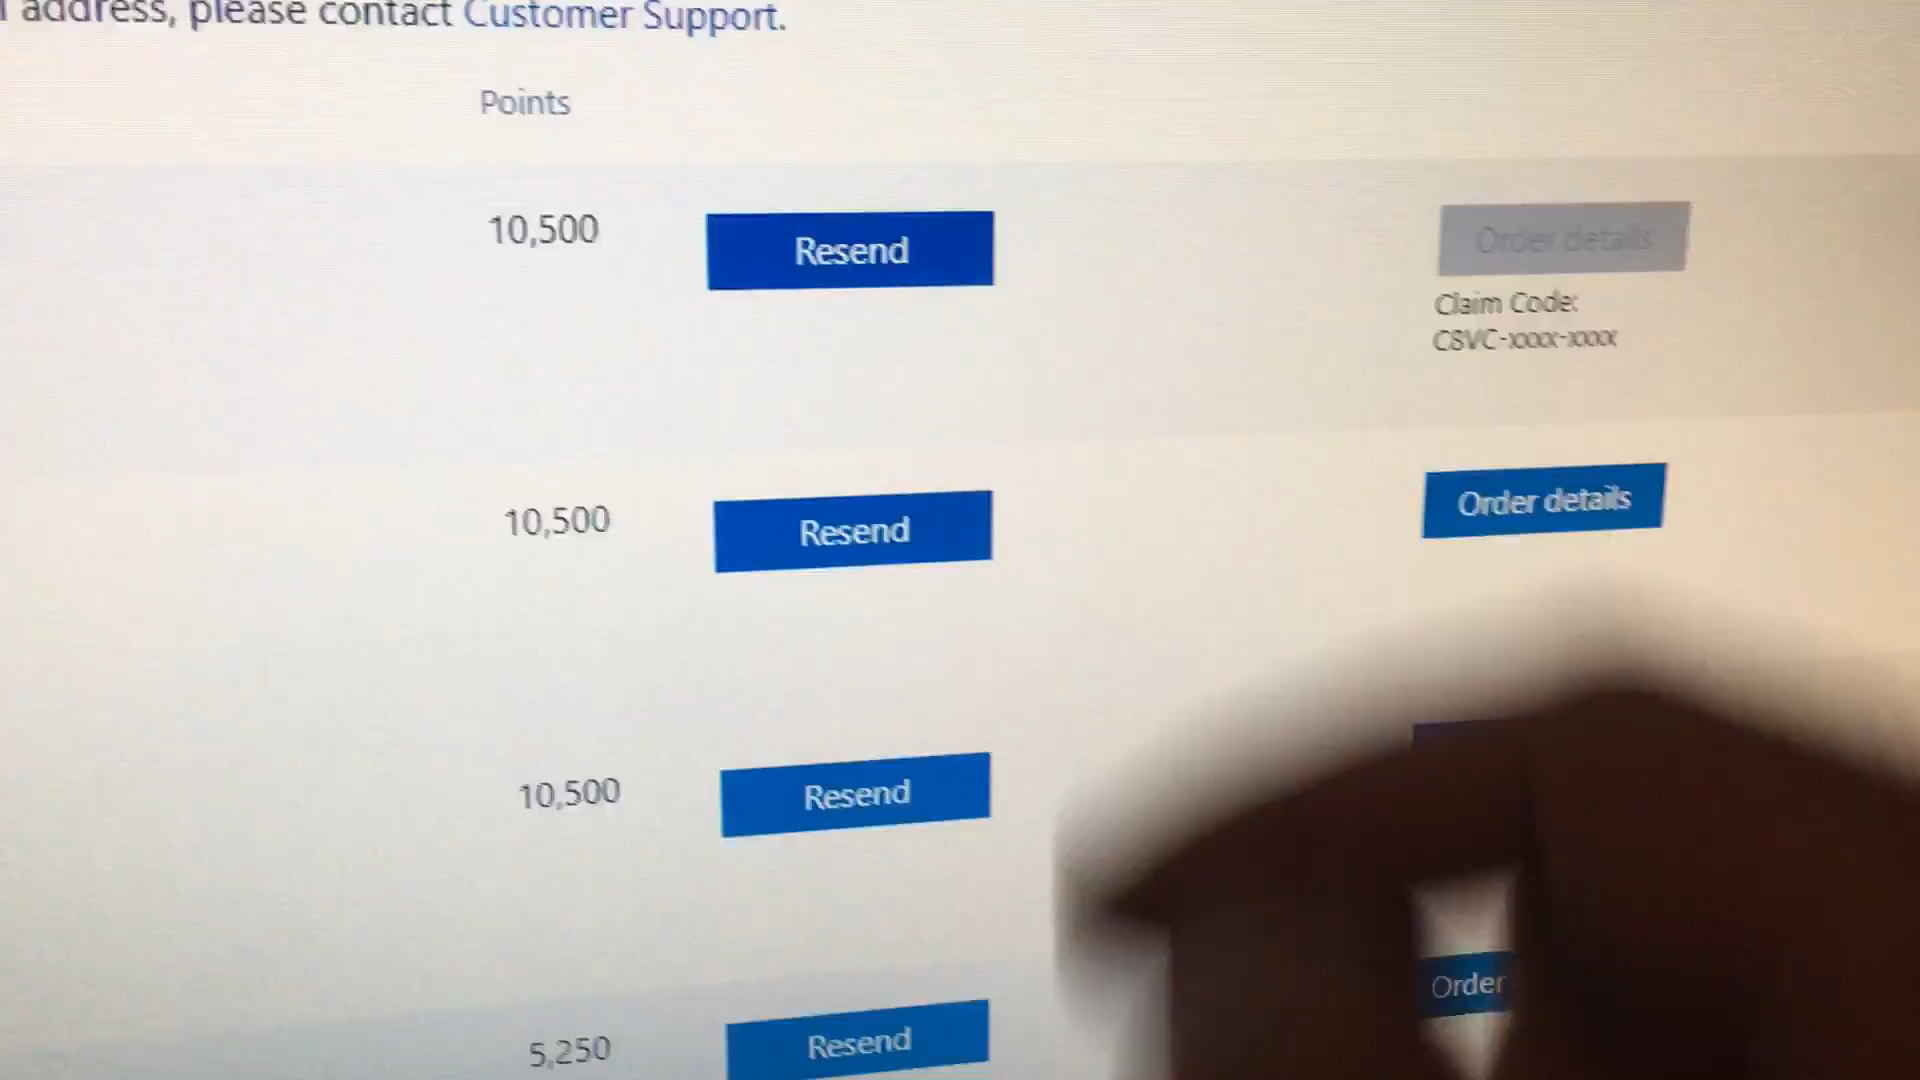 address, please contact Customer Support.
Points
10,500
Resend
Order details
Claim Code:
C8VC-xxxx-xxxx
10,500
Resend
Order details
10,500
Resend
Order
5,250
Resend